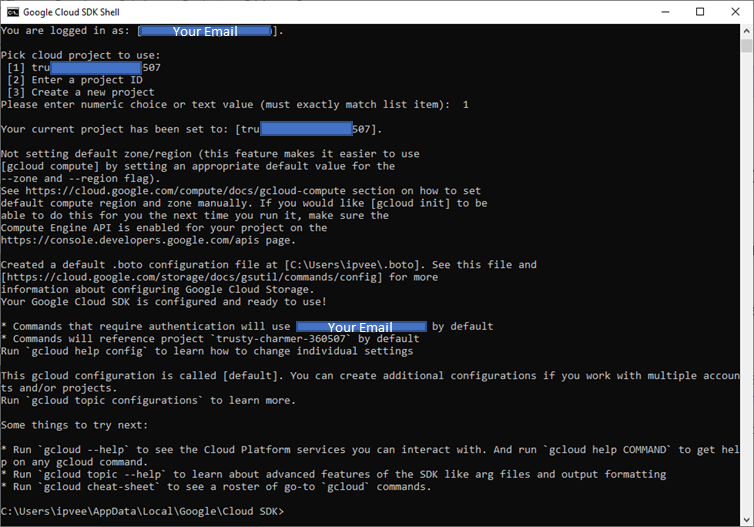 Google Cloud SDK Shell
You are logged in as: [Your Email].
Pick cloud project to use:
[1] tru507
[2] Enter a project ID
[3] Create a new project
Please enter numeric choice or text value (must exactly match list item):  1
Your current project has been set to: [tru507].
Not setting default zone/region (this feature makes it easier to use
[gcloud compute] by setting an appropriate default value for the
--zone and --region flag).
See https://cloud.google.com/compute/docs/gcloud-compute section on how to set
default compute region and zone manually. If you would like [gcloud init] to be
able to do this for you the next time you run it, make sure the
Compute Engine API is enabled for your project on the
https://console.developers.google.com/apis page.
Created a default .boto configuration file at [C:\Users\ipvee\.boto]. See this file and
[https://cloud.google.com/storage/docs/gsutil/commands/config] for more
information about configuring Google Cloud Storage.
Your Google Cloud SDK is configured and ready to use!
* Commands that require authentication will use Your Email by default
* Commands will reference project `trusty-charmer-360507` by default
Run `gcloud help config` to learn how to change individual settings
This gcloud configuration is called [default]. You can create additional configurations if you work with multiple accoun
ts and/or projects.
Run `gcloud topic configurations` to learn more.
Some things to try next:
* Run `gcloud --help` to see the Cloud Platform services you can interact with. And run `gcloud help COMMAND` to get hel
p on any gcloud command.
* Run `gcloud topic --help` to learn about advanced features of the SDK like arg files and output formatting
* Run `gcloud cheat-sheet` to see a roster of go-to `gcloud` commands.
C:\Users\ipvee\AppData\Local\Google\Cloud SDK>